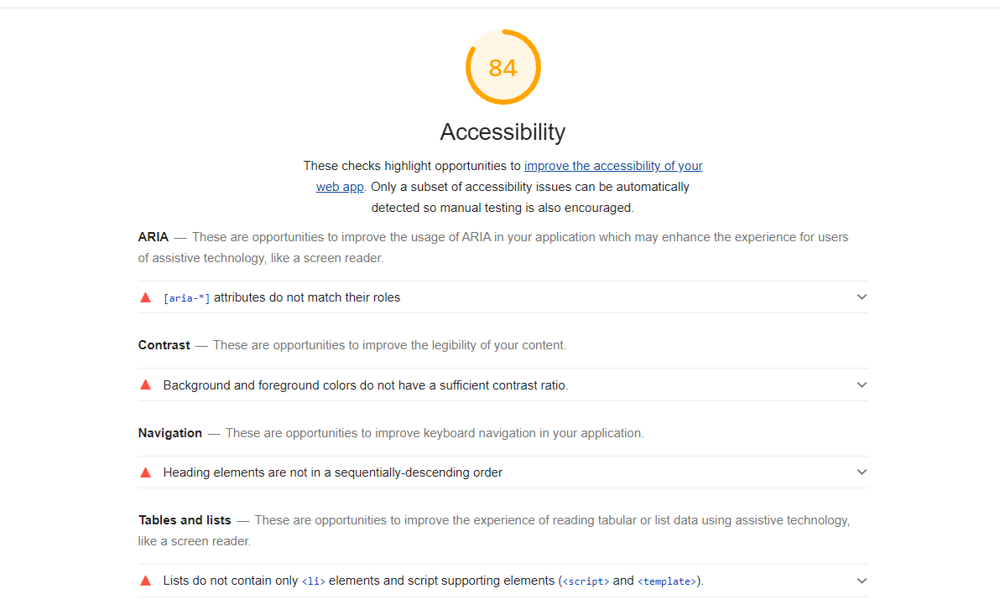 84
Accessibility
These checks highlight opportunities to improve the accessibility of your
web app. Only a subset of accessibility issues can be automatically
detected so manual testing is also encouraged.
ARIA — These are opportunities to improve the usage of ARIA in your application which may enhance the experience for users
of assistive technology, like a screen reader.
[aria-*] attributes do not match their roles
Contrast — These are opportunities to improve the legibility of your content.
Background and foreground colors do not have a sufficient contrast ratio.
Navigation — These are opportunities to improve keyboard navigation in your application.
Heading elements are not in a sequentially-descending order
Tables and lists — These are opportunities to improve the experience of reading tabular or list data using assistive technology,
like a screen reader.
Lists do not contain only <li> elements and script supporting elements (<script> and <template>).